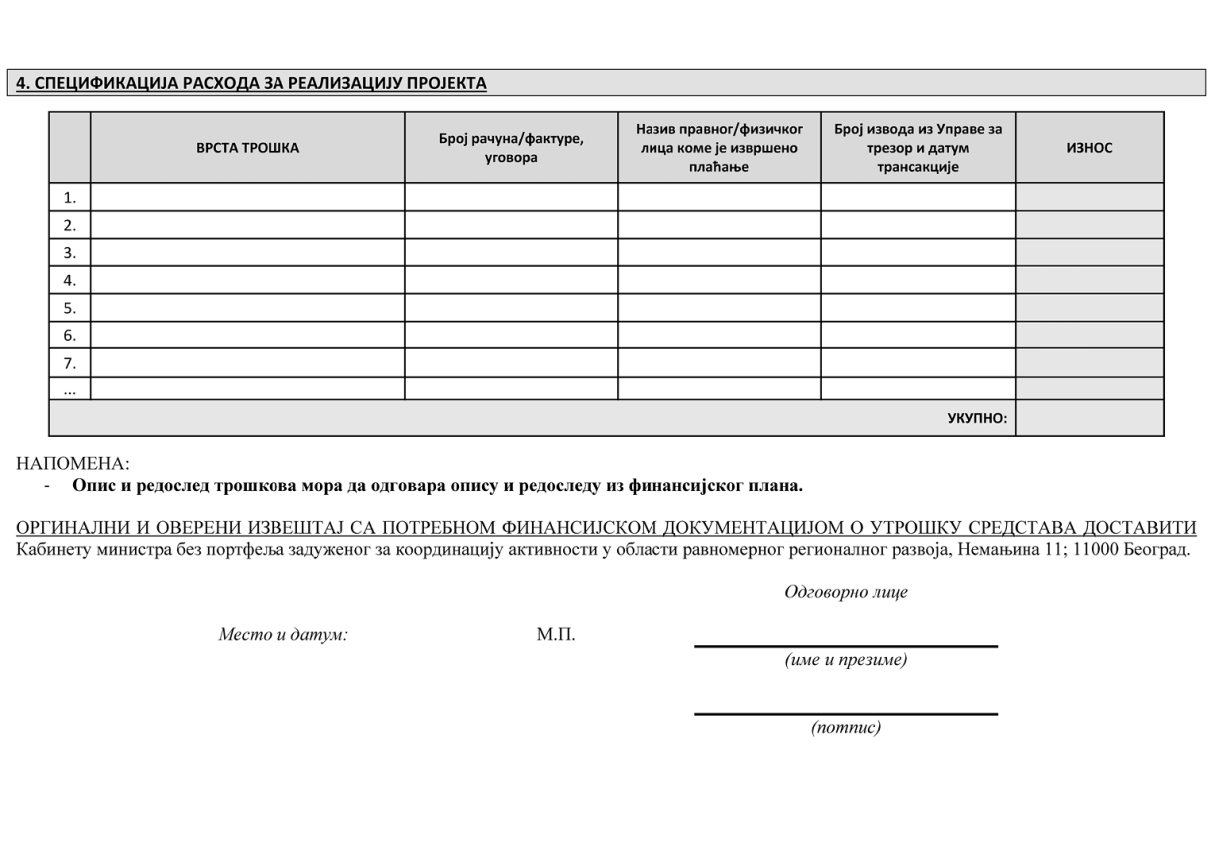 4. СПЕЦИФИКАЦИЈА РАСХОДА ЗА РЕАЛИЗАЦИЈУ ПРОЈЕКТА
ВРСТА ТРОШКА
Број рачуна/фактуре,
уговора
Назив правног/физичког
лица коме је извршено
плаћање
Број извода из Управе за
трезор и датум
трансакције
ИЗНОС
1.
2.
3.
4.
5.
6.
7.
...
УКУПНО:
НАПОМЕНА:
- Опис и редослед трошкова мора да одговара опису и редоследу из финансијског плана.
ОРГИНАЛНИ И ОВЕРЕНИ ИЗВЕШТАЈ СА ПОТРЕБНОМ ФИНАНСИЈСКОМ ДОКУМЕНТАЦИЈОМ О УТРОШКУ СРЕДСТАВА ДОСТАВИТИ
Кабинету министра без портфеља задуженог за координацију активности у области равномерног регионалног развоја, Немањина 11; 11000 Београд.
Одговорно лице
Место и датум: М.П.
(име и презиме)
(потпис)